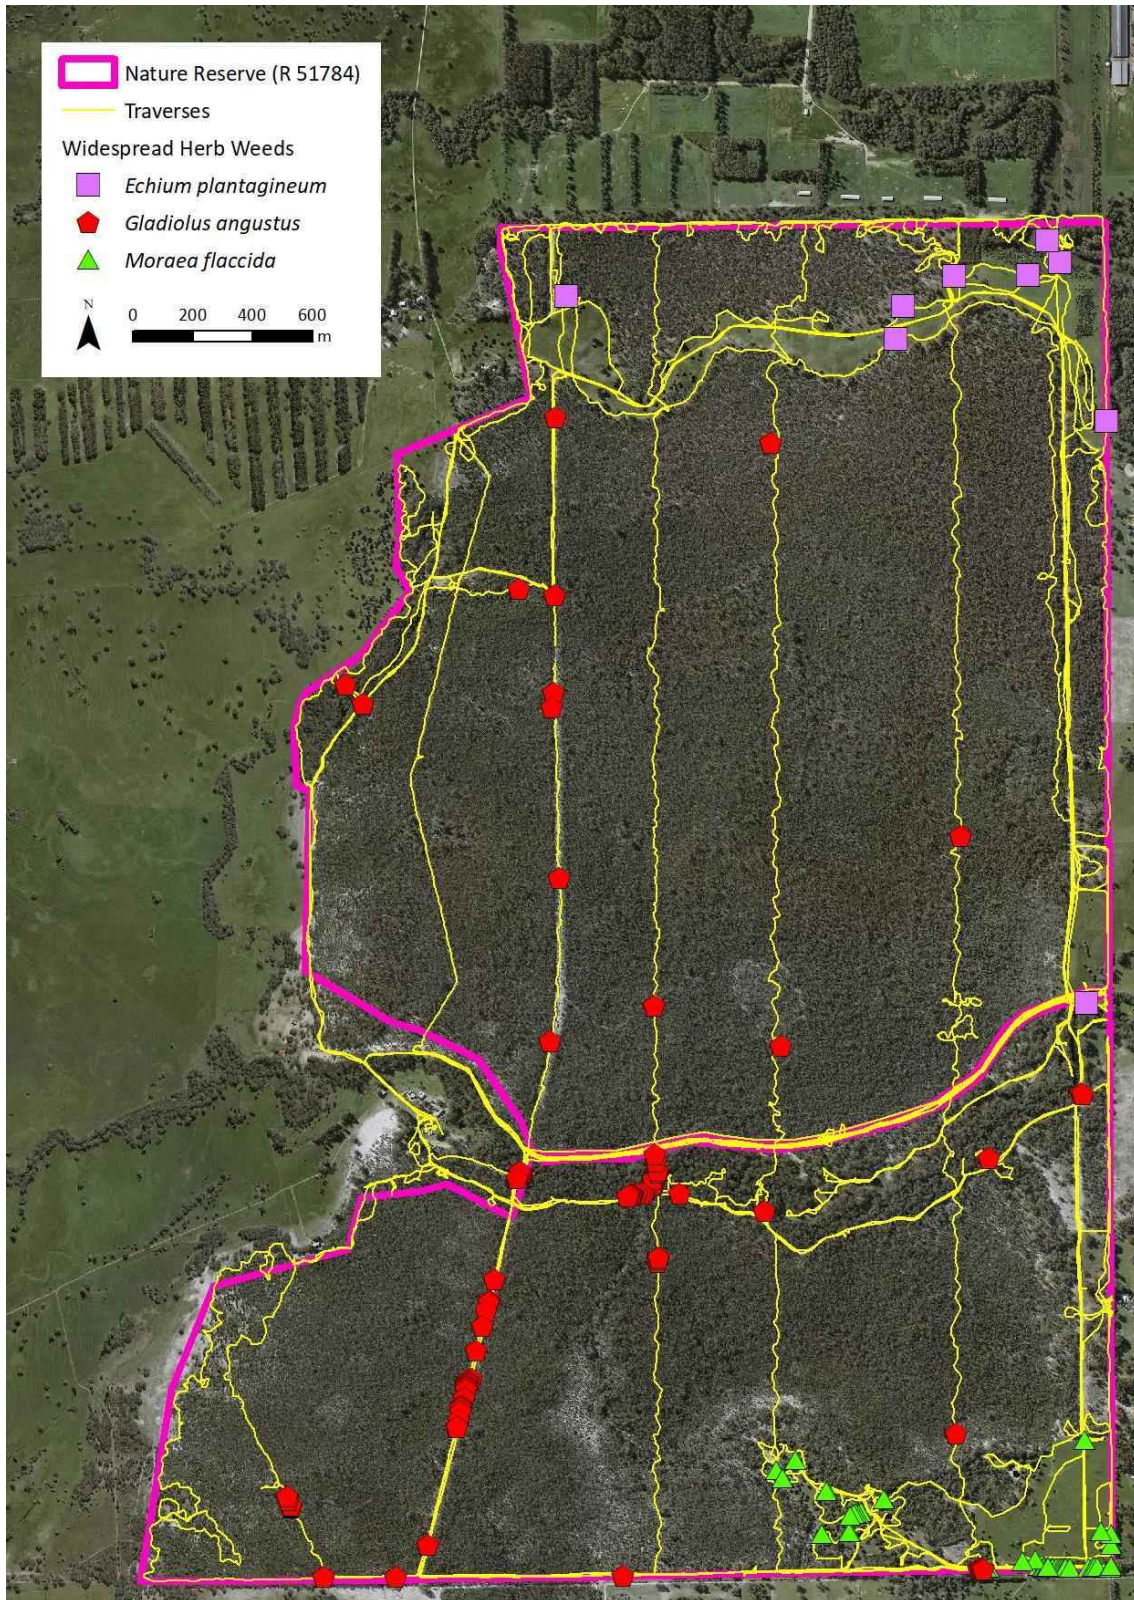 Nature Reserve (R 51784)
Traverses
Widespread Herb Weeds
Echium plantagineum
Gladiolus angustus
Moraea flaccida
N
0 200 400 600
m